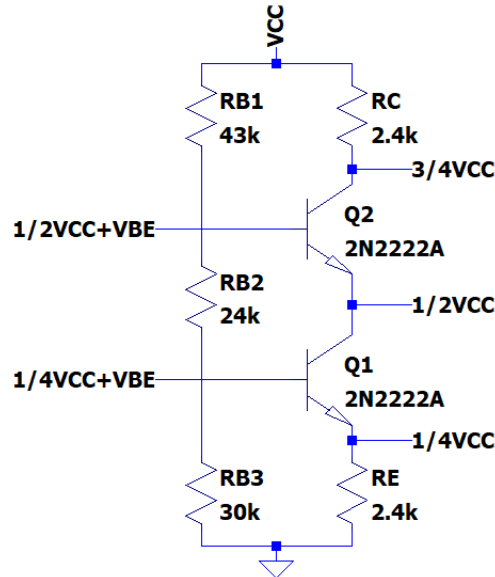 VCC
RB1
43k
RC
2.4k
3/4VCC
1/2VCC+VBE
Q2
2N2222A
RB2
24k
1/2VCC
1/4VCC+VBE
Q1
2N2222A
1/4VCC
RB3
30k
RE
2.4k